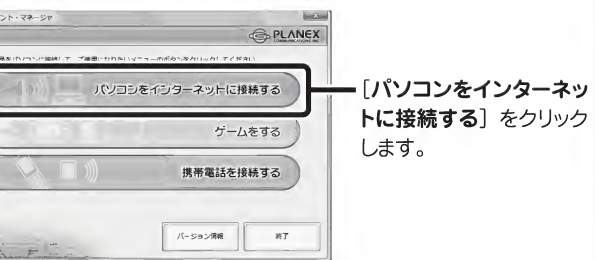 ント・マネージャ
PLANEX
COMMUNICATIONS INC.
パソコンをインターネットに接続する
ゲームをする
携帯電話を接続する
バージョン情報
終了
[パソコンをインターネッ
トに接続する] をクリック
します。